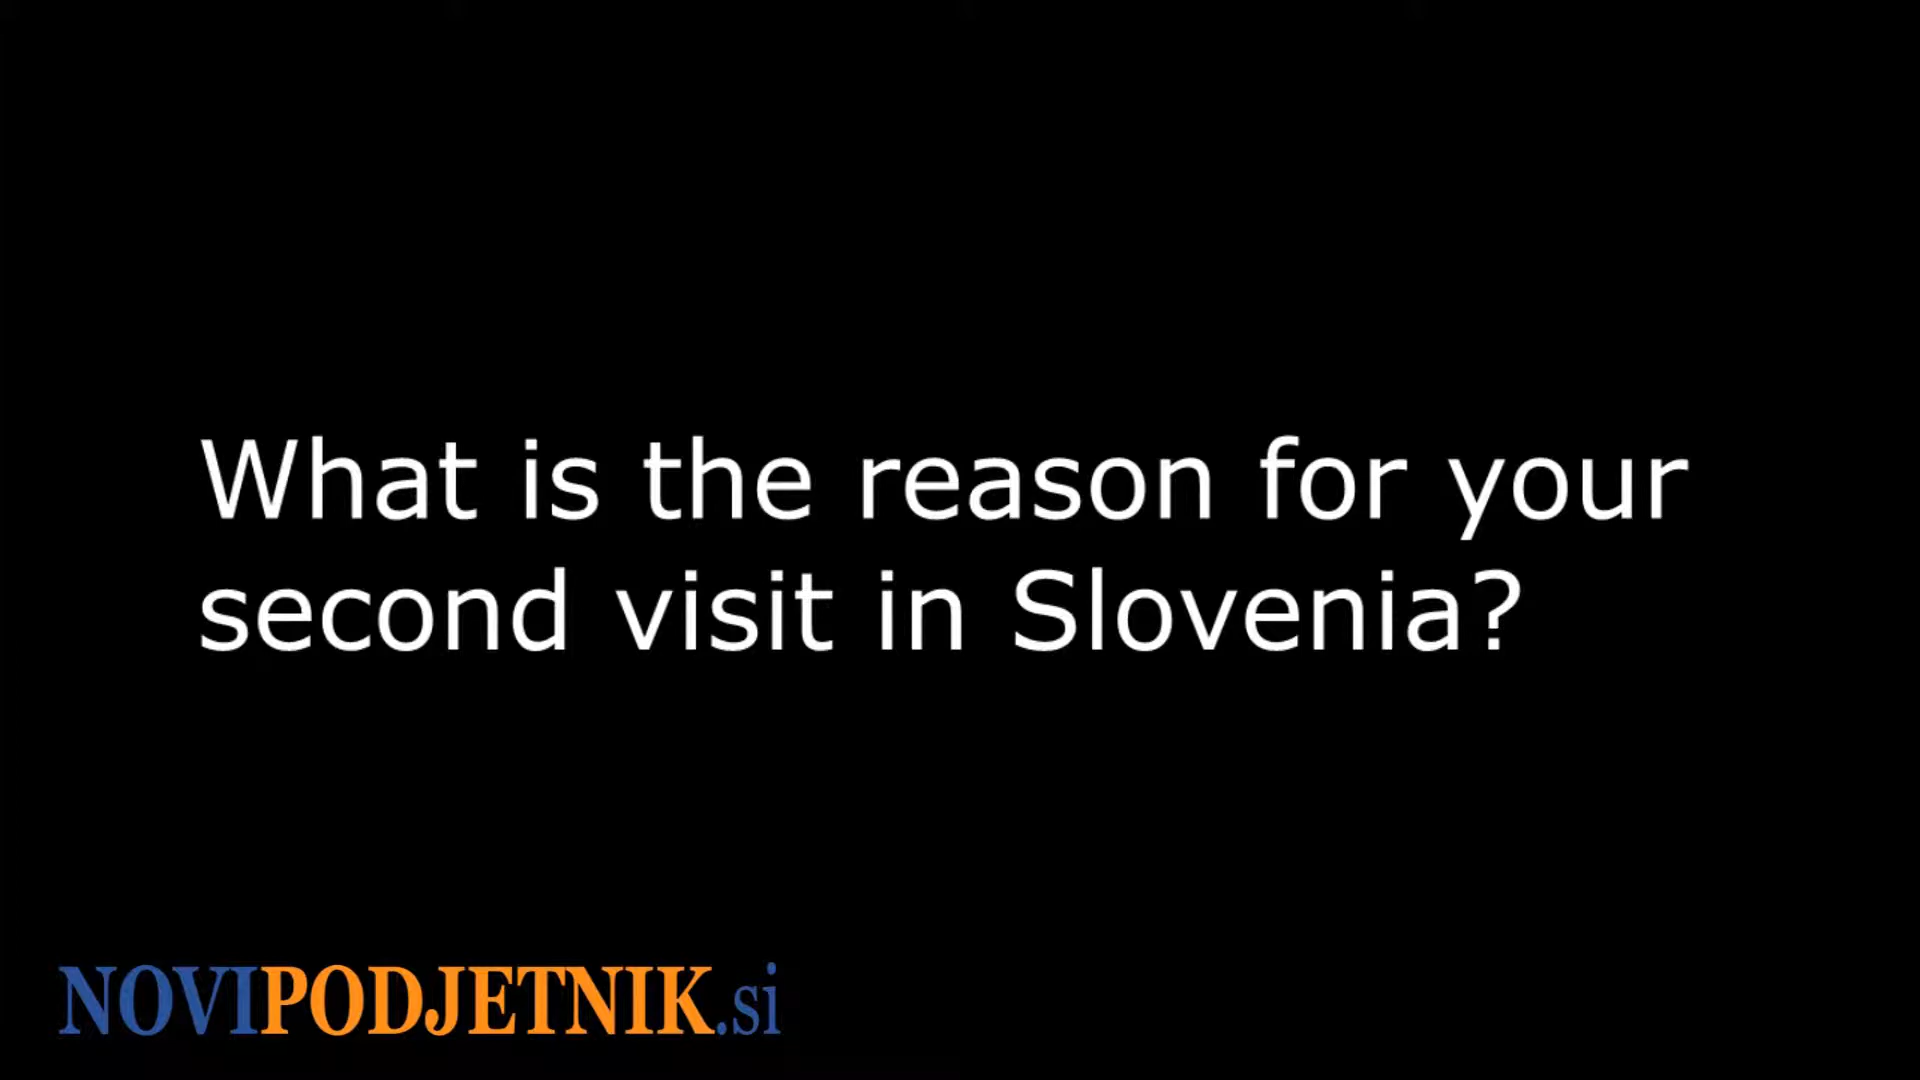 What is the reason for your
second visit in Slovenia?
NOVIPODJETNIK.si